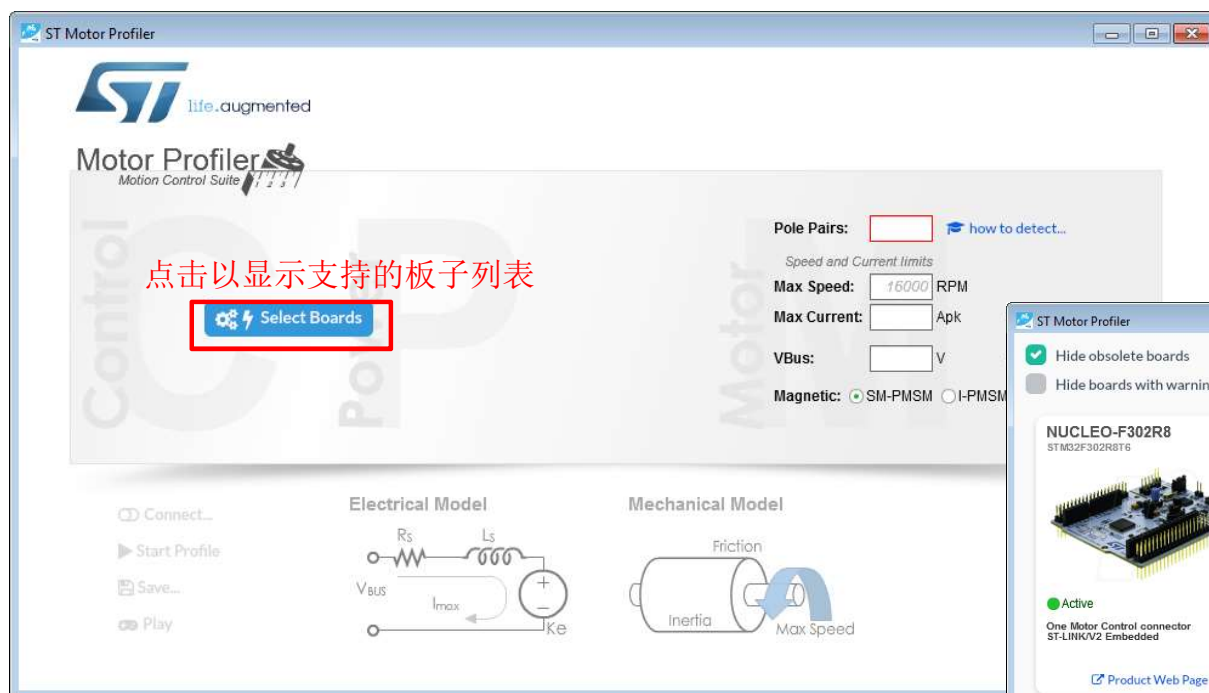 ST Motor Profiler
ST
life.augmented
Motor Profiler
Motion Control Suite
1 2 3
Control
C
Power
P
Motor
M
点击以显示支持的板子列表
Select Boards
Pole Pairs:
how to detect...
Speed and Current limits
Max Speed: 16000 RPM
Max Current: Apk
VBus: V
Magnetic: SM-PMSM I-PMSM
Connect...
Start Profile
Save...
Play
Electrical Model
Rs Ls
VBUS
Imax
+
−
Ke
Mechanical Model
Friction
Inertia
Max Speed
ST Motor Profiler
Hide obsolete boards
Hide boards with warnin
NUCLEO-F302R8
STM32F302R8T6
Active
One Motor Control connector
ST-LINK/V2 Embedded
Product Web Page